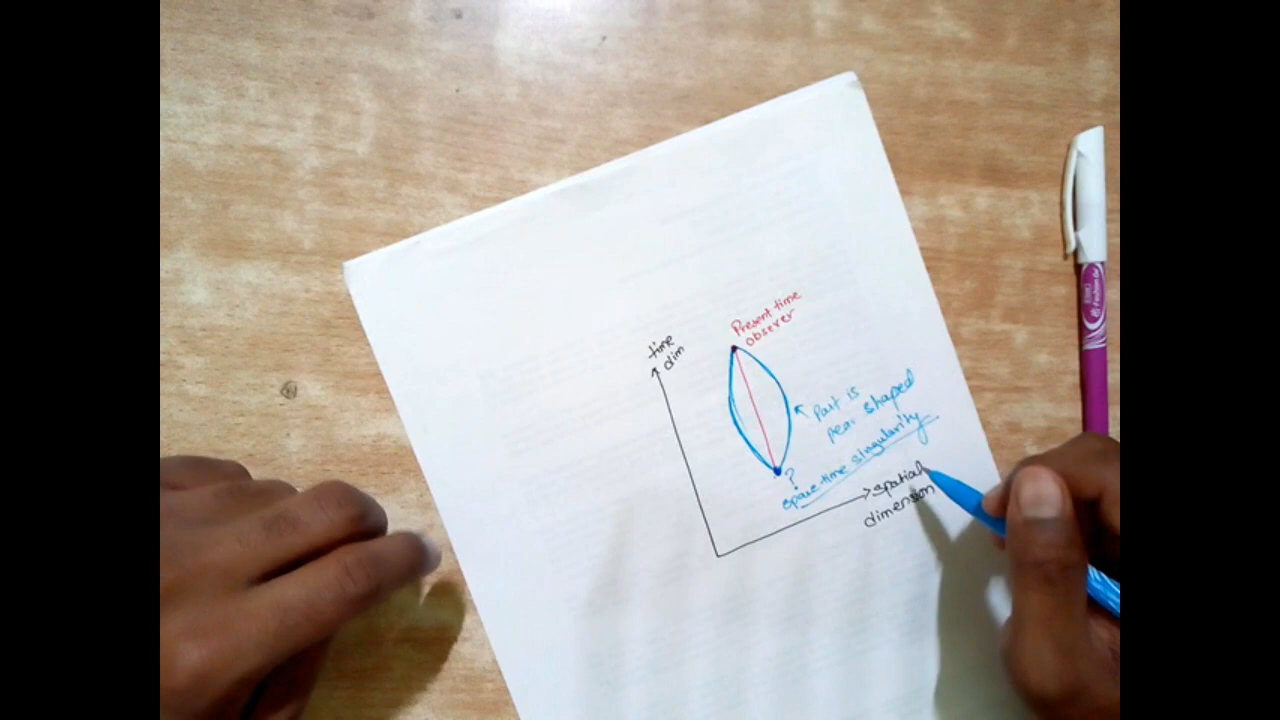 time
dim
Present time
observer
Past is
pear shaped
?
space-time singularity
spatial
dimension